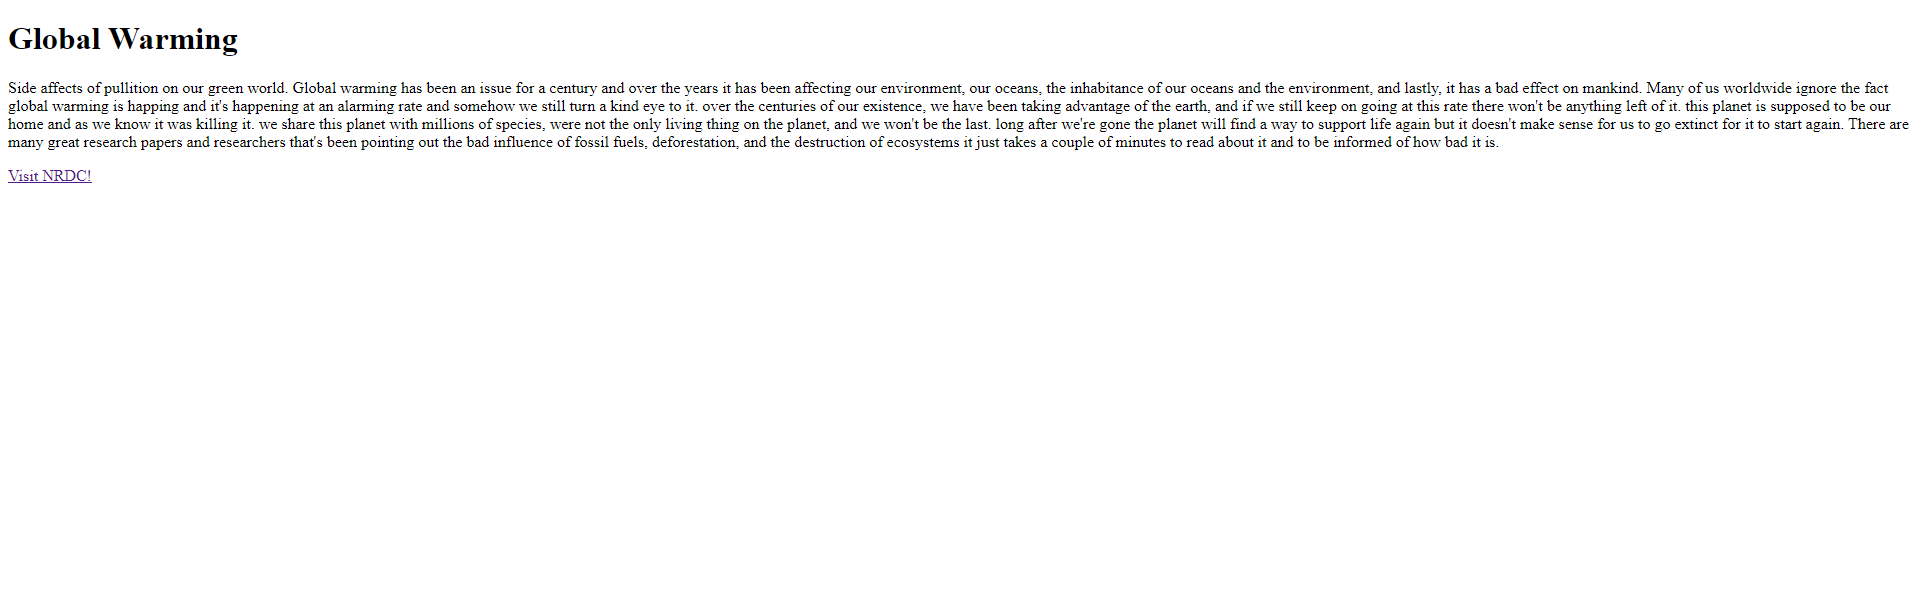 Global Warming
Side affects of pullition on our green world. Global warming has been an issue for a century and over the years it has been affecting our environment, our oceans, the inhabitance of our oceans and the environment, and lastly, it has a bad effect on mankind. Many of us worldwide ignore the fact
global warming is happing and it's happening at an alarming rate and somehow we still turn a kind eye to it. over the centuries of our existence, we have been taking advantage of the earth, and if we still keep on going at this rate there won't be anything left of it. this planet is supposed to be our
home and as we know it was killing it. we share this planet with millions of species, were not the only living thing on the planet, and we won't be the last. long after we're gone the planet will find a way to support life again but it doesn't make sense for us to go extinct for it to start again. There are
many great research papers and researchers that's been pointing out the bad influence of fossil fuels, deforestation, and the destruction of ecosystems it just takes a couple of minutes to read about it and to be informed of how bad it is.
Visit NRDC!